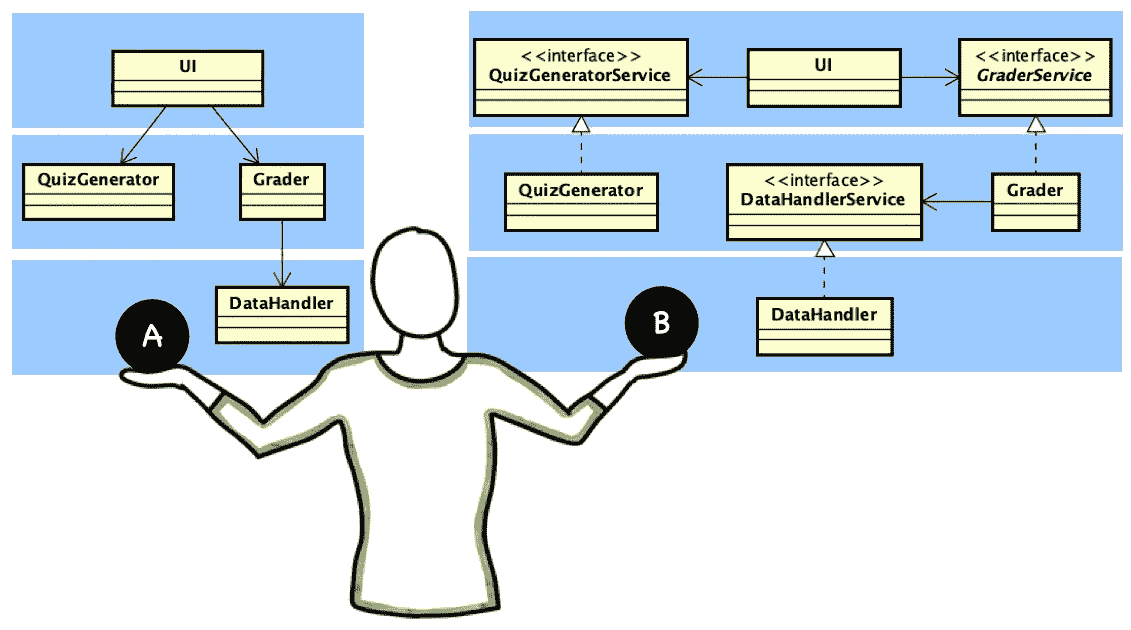 UI
QuizGenerator
Grader
DataHandler
A
<<interface>>
QuizGeneratorService
UI
<<interface>>
GraderService
QuizGenerator
<<interface>>
DataHandlerService
Grader
DataHandler
B